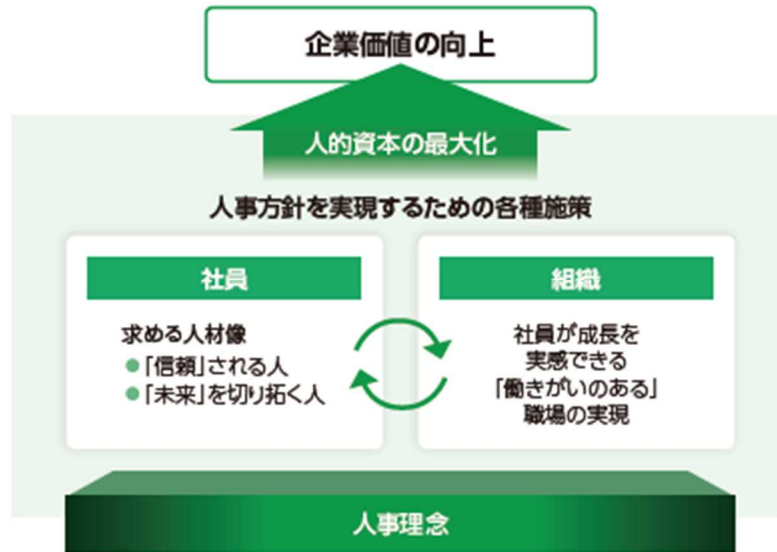 企業価値の向上
人的資本の最大化
人事方針を実現するための各種施策
社員
求める人材像
●「信頼」される人
●「未来」を切り拓く人
組織
社員が成長を
実感できる
「働きがいのある」
職場の実現
人事理念